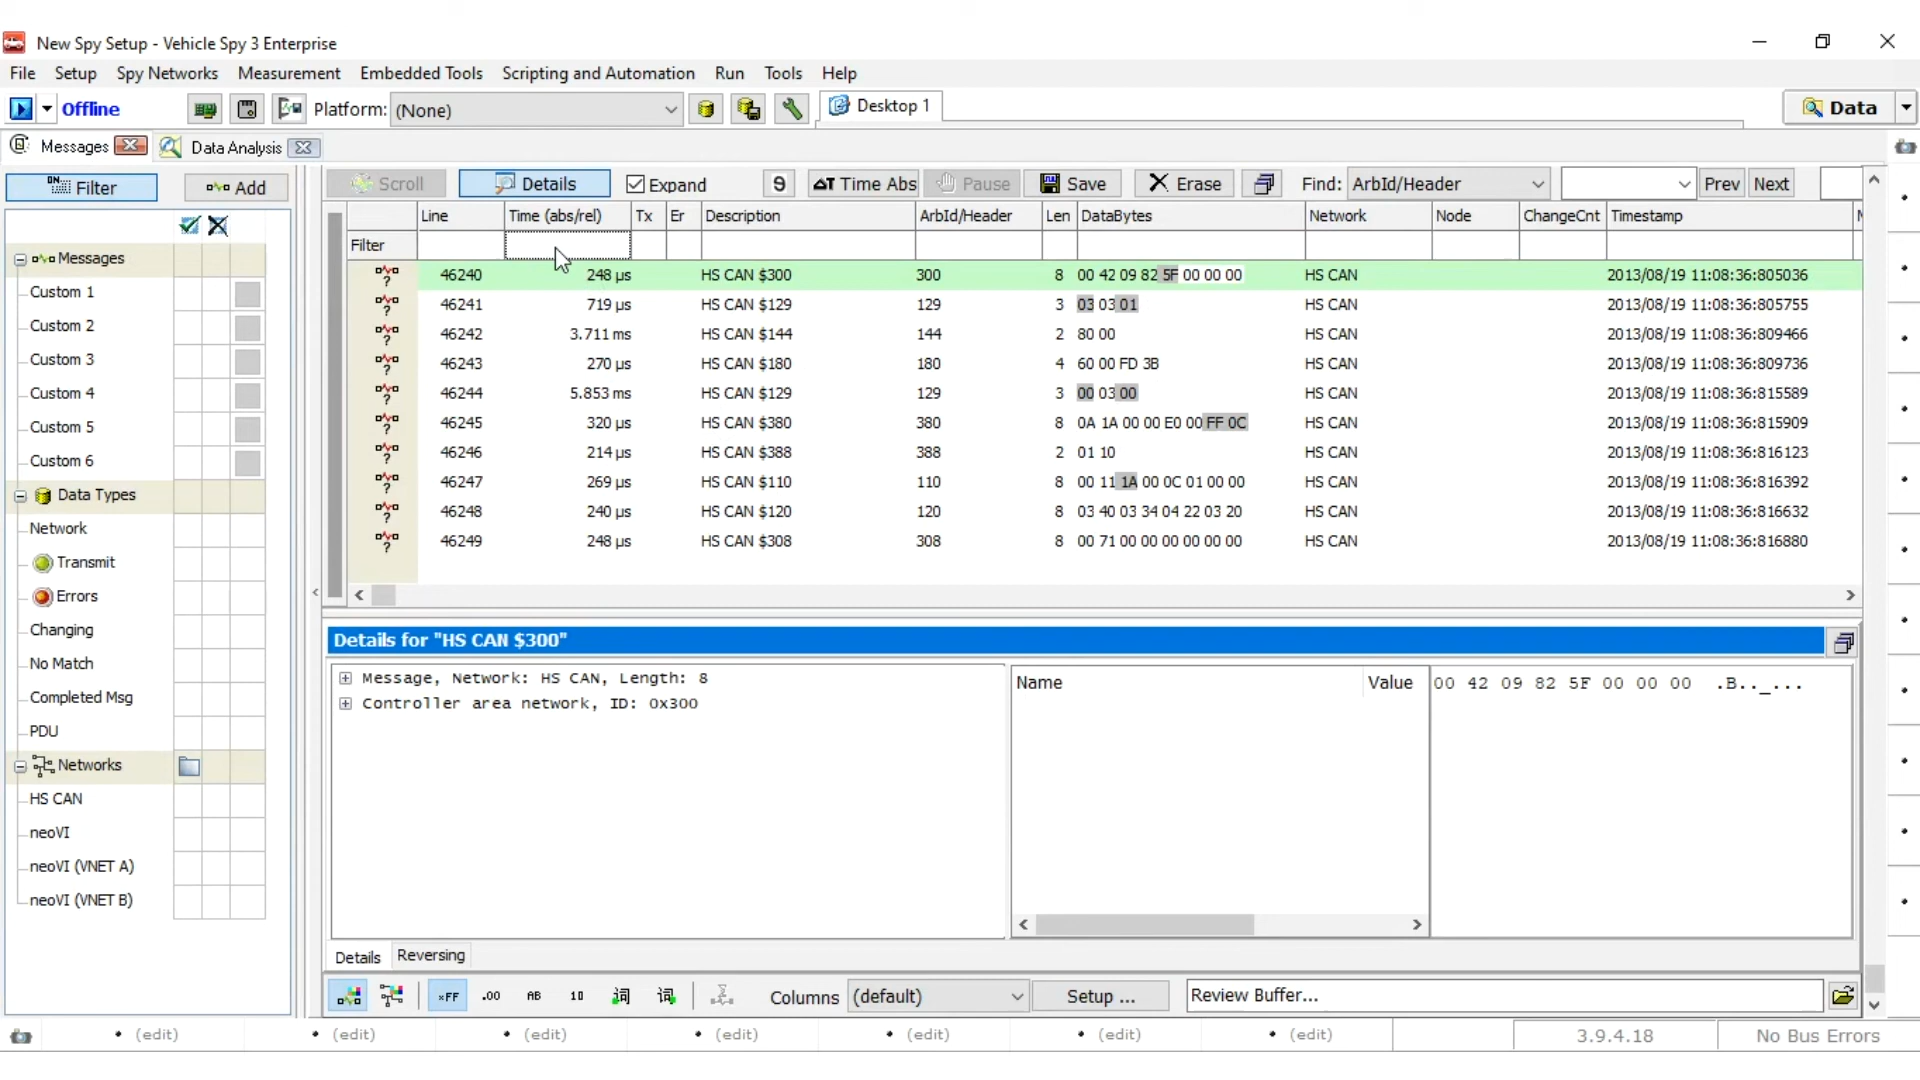 New Spy Setup - Vehicle Spy 3 Enterprise
File Setup Spy Networks Measurement Embedded Tools Scripting and Automation Run Tools Help
Offline Platform: (None) Desktop 1 Data
Messages Data Analysis
Filter Add Scroll Details Expand 9 ΔT Time Abs Pause Save Erase Find: ArbId/Header Prev Next
Line Time (abs/rel) Tx Er Description ArbId/Header Len DataBytes Network Node ChangeCnt Timestamp
Filter
46240 248 µs HS CAN $300 300 8 00 42 09 82 5F 00 00 00 HS CAN 2013/08/19 11:08:36:805036
46241 719 µs HS CAN $129 129 3 03 03 01 HS CAN 2013/08/19 11:08:36:805755
46242 3.711 ms HS CAN $144 144 2 80 00 HS CAN 2013/08/19 11:08:36:809466
46243 270 µs HS CAN $180 180 4 60 00 FD 3B HS CAN 2013/08/19 11:08:36:809736
46244 5.853 ms HS CAN $129 129 3 00 03 00 HS CAN 2013/08/19 11:08:36:815589
46245 320 µs HS CAN $380 380 8 0A 1A 00 00 E0 00 FF 0C HS CAN 2013/08/19 11:08:36:815909
46246 214 µs HS CAN $388 388 2 01 10 HS CAN 2013/08/19 11:08:36:816123
46247 269 µs HS CAN $110 110 8 00 11 1A 00 0C 01 00 00 HS CAN 2013/08/19 11:08:36:816392
46248 240 µs HS CAN $120 120 8 03 40 03 34 04 22 03 20 HS CAN 2013/08/19 11:08:36:816632
46249 248 µs HS CAN $308 308 8 00 71 00 00 00 00 00 00 HS CAN 2013/08/19 11:08:36:816880
Messages
Custom 1
Custom 2
Custom 3
Custom 4
Custom 5
Custom 6
Data Types
Network
Transmit
Errors
Changing
No Match
Completed Msg
PDU
Networks
HS CAN
neoVI
neoVI (VNET A)
neoVI (VNET B)
Details for "HS CAN $300"
Message, Network: HS CAN, Length: 8
Controller area network, ID: 0x300
Name Value
00 42 09 82 5F 00 00 00 .B.._...
Details Reversing
xFF .00 AB 10 Columns (default) Setup ... Review Buffer...
(edit) (edit) (edit) (edit) (edit) (edit) (edit) 3.9.4.18 No Bus Errors